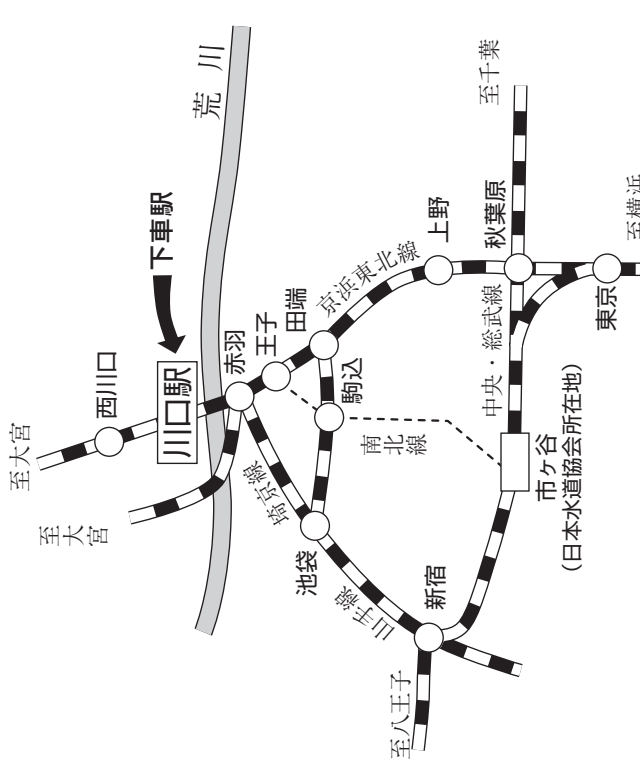 至大宮
西川口
下車駅
川口駅
荒川
至大宮
赤羽
王子
田端
京浜東北線
上野
秋葉原
至千葉
埼京線
池袋
駒込
南北線
中央・総武線
東京
至横浜
山手線
新宿
至八王子
市ヶ谷
(日本水道協会所在地)